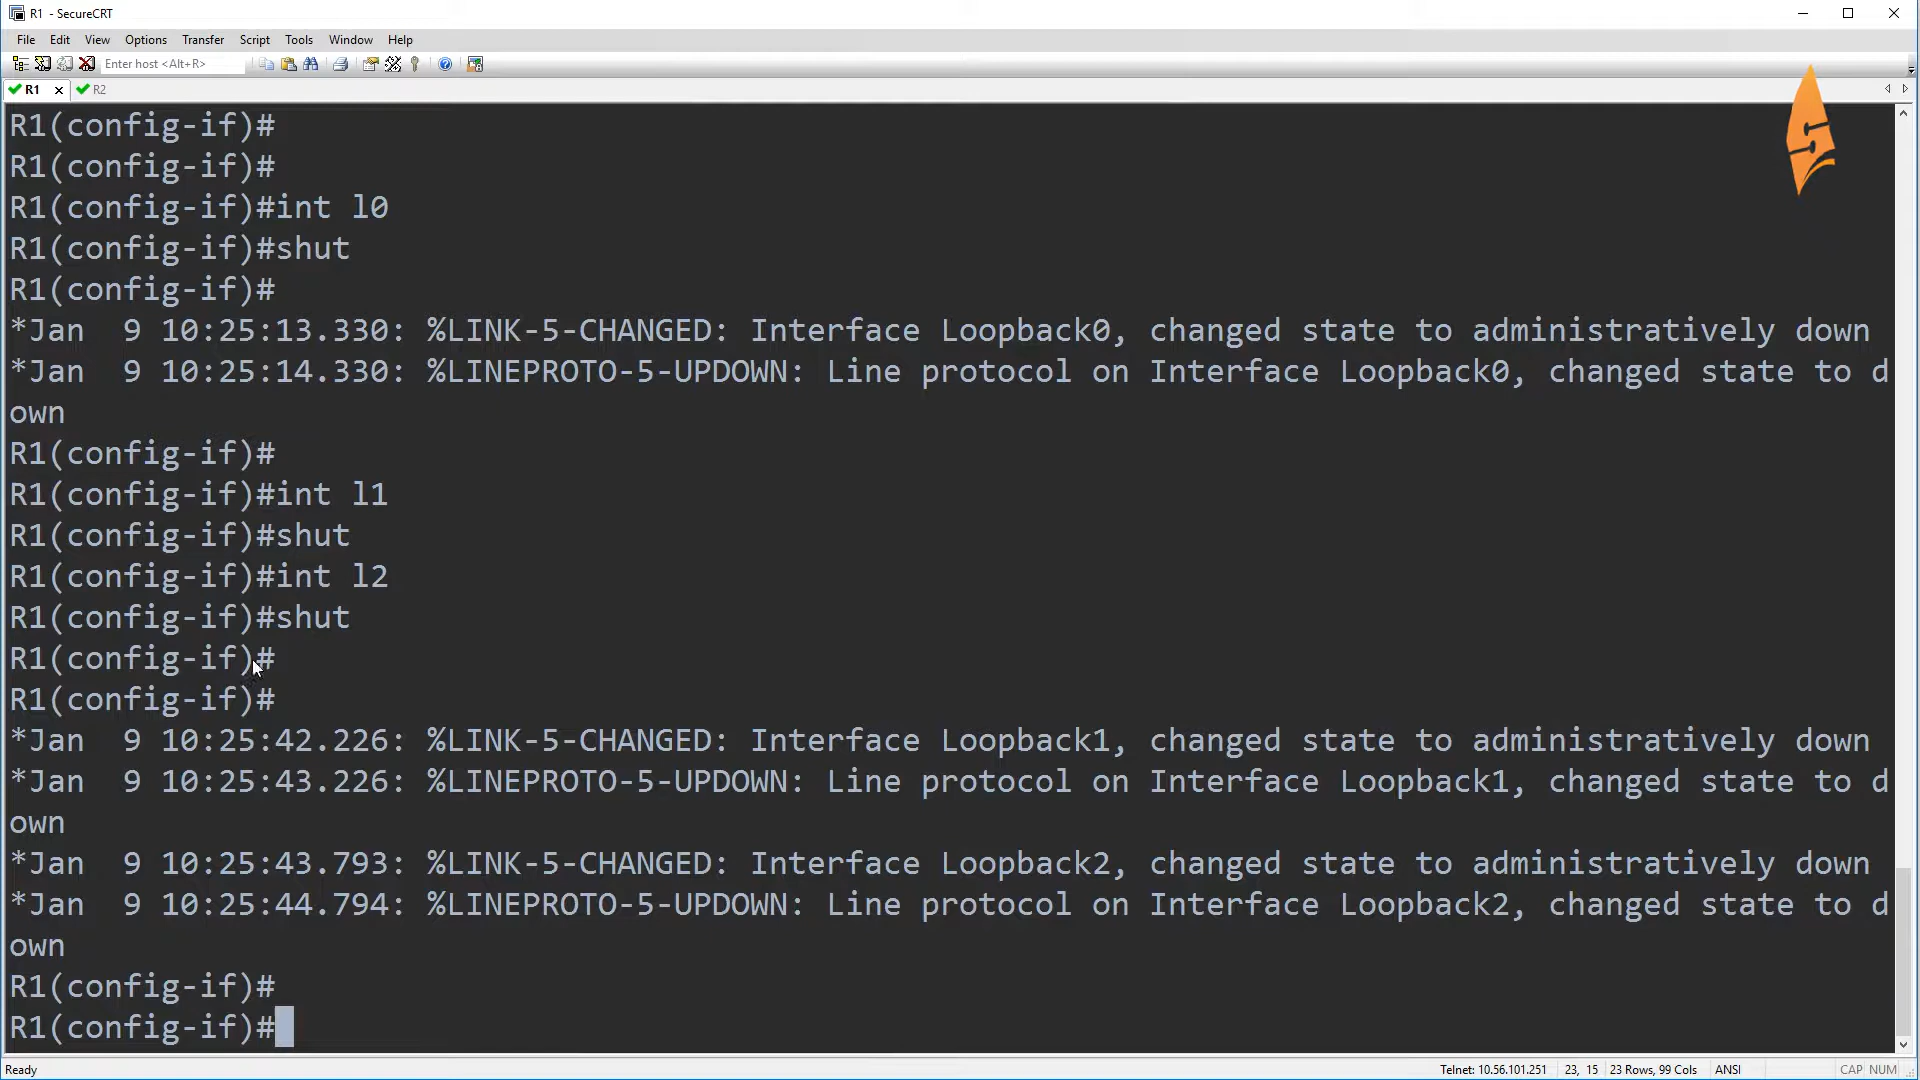 R1 - SecureCRT
File Edit View Options Transfer Script Tools Window Help
Enter host <Alt+R>
R1 R2
R1(config-if)#
R1(config-if)#
R1(config-if)#int l0
R1(config-if)#shut
R1(config-if)#
*Jan  9 10:25:13.330: %LINK-5-CHANGED: Interface Loopback0, changed state to administratively down
*Jan  9 10:25:14.330: %LINEPROTO-5-UPDOWN: Line protocol on Interface Loopback0, changed state to d
own
R1(config-if)#
R1(config-if)#int l1
R1(config-if)#shut
R1(config-if)#int l2
R1(config-if)#shut
R1(config-if)#
R1(config-if)#
*Jan  9 10:25:42.226: %LINK-5-CHANGED: Interface Loopback1, changed state to administratively down
*Jan  9 10:25:43.226: %LINEPROTO-5-UPDOWN: Line protocol on Interface Loopback1, changed state to d
own
*Jan  9 10:25:43.793: %LINK-5-CHANGED: Interface Loopback2, changed state to administratively down
*Jan  9 10:25:44.794: %LINEPROTO-5-UPDOWN: Line protocol on Interface Loopback2, changed state to d
own
R1(config-if)#
R1(config-if)#
Ready Telnet: 10.56.101.251 23, 15 23 Rows, 99 Cols ANSI CAP NUM